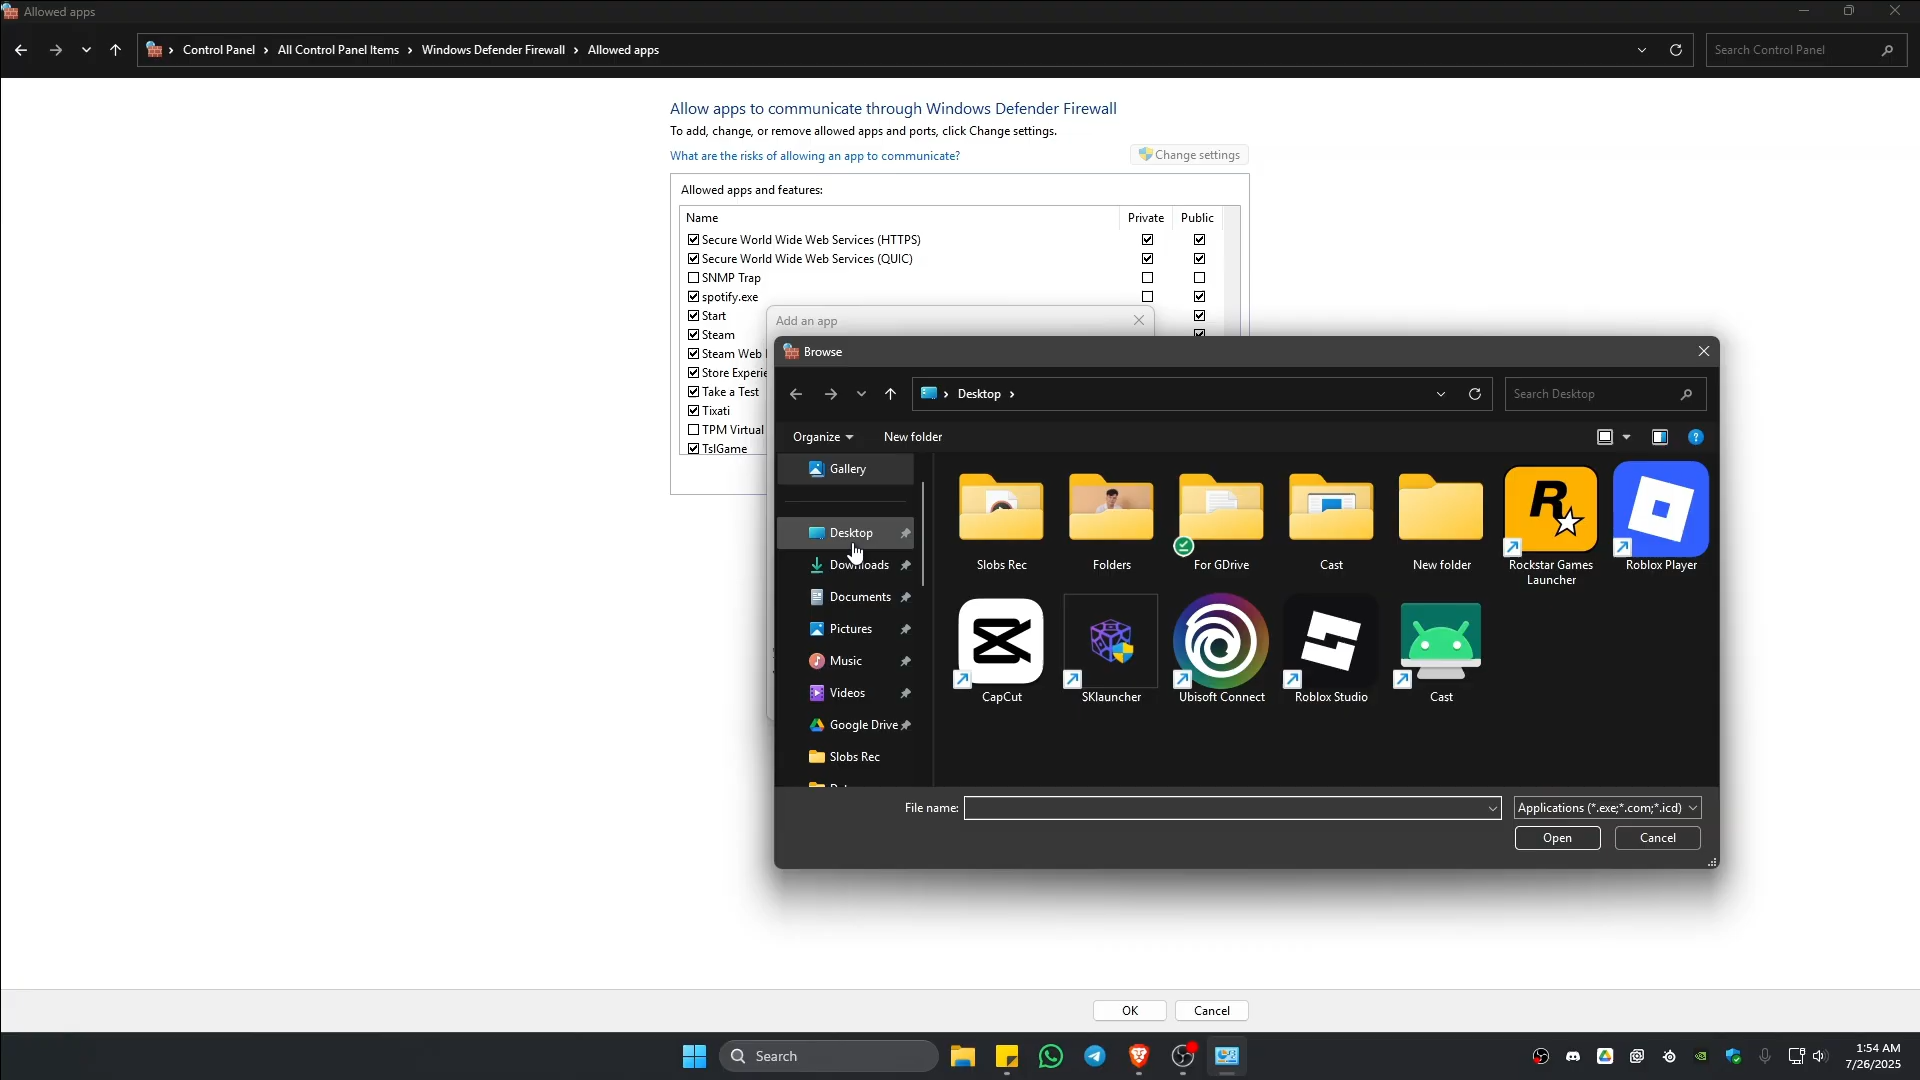 Allowed apps
Control Panel > All Control Panel Items > Windows Defender Firewall > Allowed apps
Search Control Panel
Allow apps to communicate through Windows Defender Firewall
To add, change, or remove allowed apps and ports, click Change settings.
What are the risks of allowing an app to communicate?
Change settings
Allowed apps and features:
Name Private Public
Secure World Wide Web Services (HTTPS)
Secure World Wide Web Services (QUIC)
SNMP Trap
spotify.exe
Start
Steam
Steam Web
Store Experie
Take a Test
Tixati
TPM Virtual
TslGame
Add an app
Browse
Desktop >
Search Desktop
Organize New folder
Gallery
Desktop
Downloads
Documents
Pictures
Music
Videos
Google Drive
Slobs Rec
Slobs Rec
Folders
For GDrive
Cast
New folder
Rockstar Games
Launcher
Roblox Player
CapCut
SKlauncher
Ubisoft Connect
Roblox Studio
Cast
File name:
Applications (*.exe;*.com;*.icd)
Open Cancel
OK Cancel
Search
1:54 AM
7/26/2025